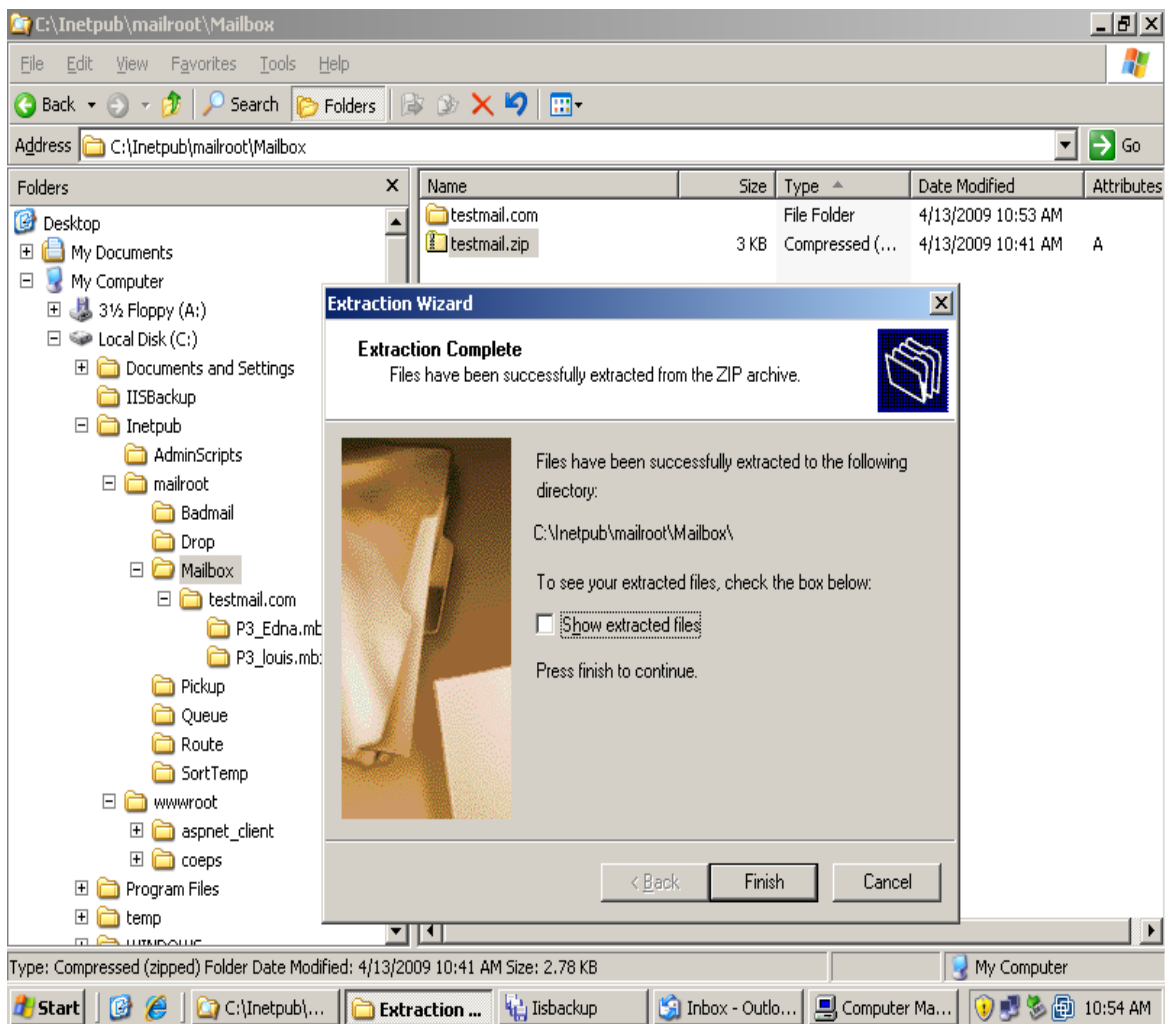 C:\Inetpub\mailroot\Mailbox
File Edit View Favorites Tools Help
Back Search Folders
Address C:\Inetpub\mailroot\Mailbox Go
Folders X
Name Size Type Date Modified Attributes
Desktop
My Documents
My Computer
3½ Floppy (A:)
Local Disk (C:)
Documents and Settings
IISBackup
Inetpub
AdminScripts
mailroot
Badmail
Drop
Mailbox
testmail.com
P3_Edna.mb
P3_louis.mb
Pickup
Queue
Route
SortTemp
wwwroot
aspnet_client
coeps
Program Files
temp
WINDOWS
testmail.com File Folder 4/13/2009 10:53 AM
testmail.zip 3 KB Compressed (... 4/13/2009 10:41 AM A
Extraction Wizard
Extraction Complete
Files have been successfully extracted from the ZIP archive.
Files have been successfully extracted to the following
directory:
C:\Inetpub\mailroot\Mailbox\
To see your extracted files, check the box below:
Show extracted files
Press finish to continue.
< Back Finish Cancel
Type: Compressed (zipped) Folder Date Modified: 4/13/2009 10:41 AM Size: 2.78 KB My Computer
Start C:\Inetpub\... Extraction ... Iisbackup Inbox - Outlo... Computer Ma... 10:54 AM